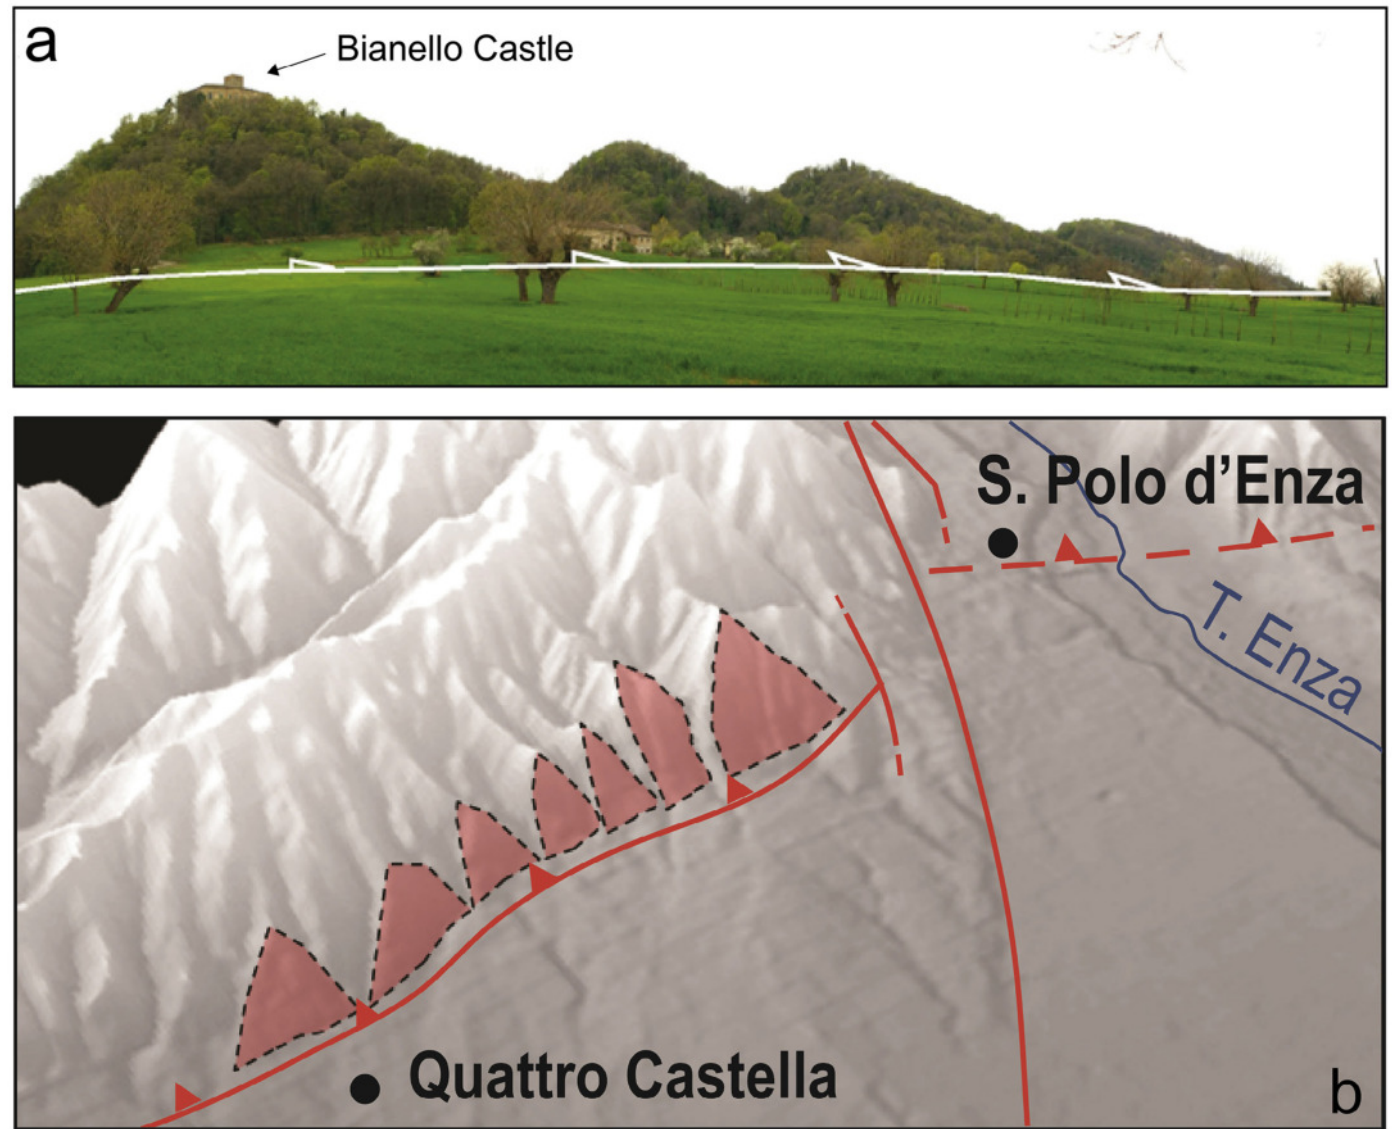 a
Bianello Castle
S. Polo d’Enza
T. Enza
Quattro Castella
b